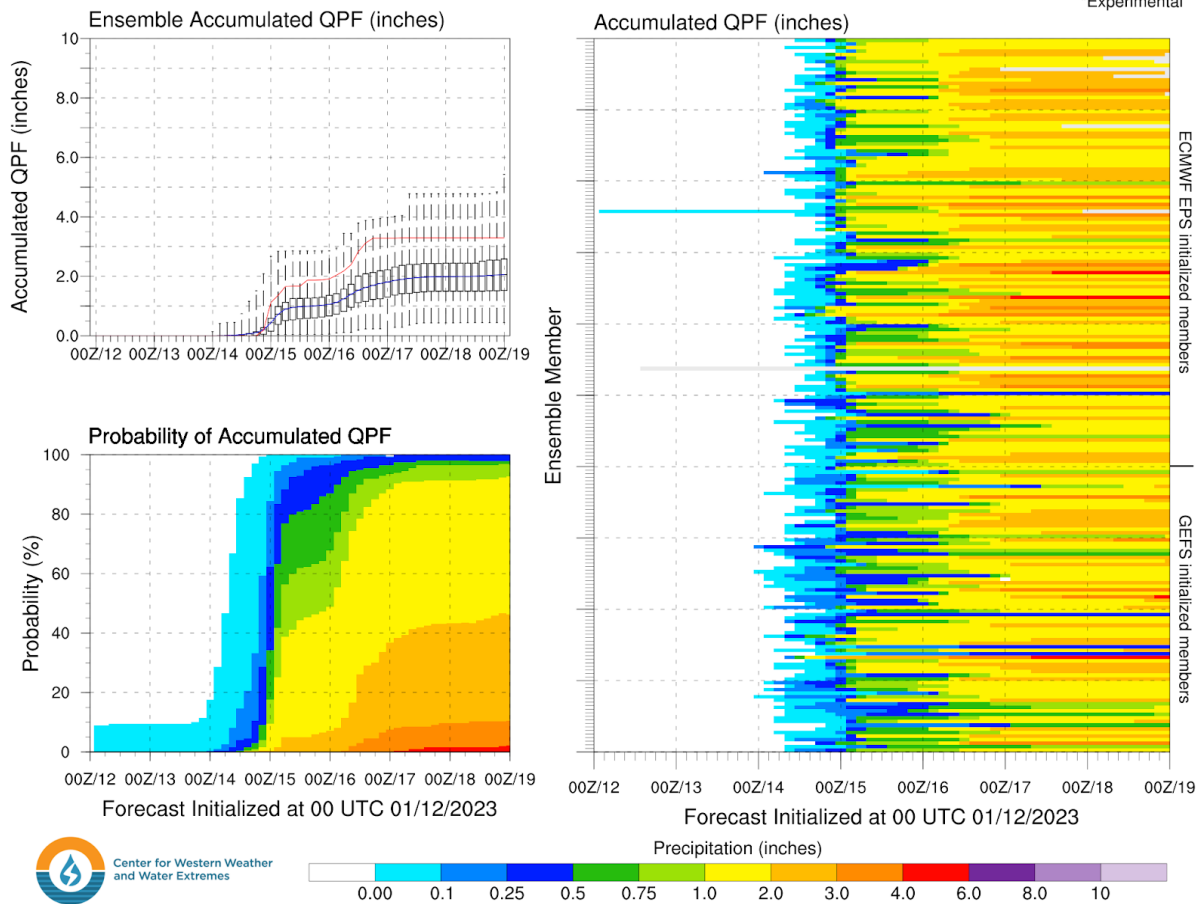 Experimental
Ensemble Accumulated QPF (inches)
Accumulated QPF (inches)
10
8.0
6.0
4.0
2.0
0.0
00Z/12 00Z/13 00Z/14 00Z/15 00Z/16 00Z/17 00Z/18 00Z/19
Accumulated QPF (inches)
Probability of Accumulated QPF
100
80
60
40
20
0
Probability (%)
00Z/12 00Z/13 00Z/14 00Z/15 00Z/16 00Z/17 00Z/18 00Z/19
Forecast Initialized at 00 UTC 01/12/2023
Ensemble Member
ECMWF EPS initialized members
GEFS initialized members
00Z/12 00Z/13 00Z/14 00Z/15 00Z/16 00Z/17 00Z/18 00Z/19
Forecast Initialized at 00 UTC 01/12/2023
Center for Western Weather
and Water Extremes
Precipitation (inches)
0.00 0.1 0.25 0.5 0.75 1.0 2.0 3.0 4.0 6.0 8.0 10